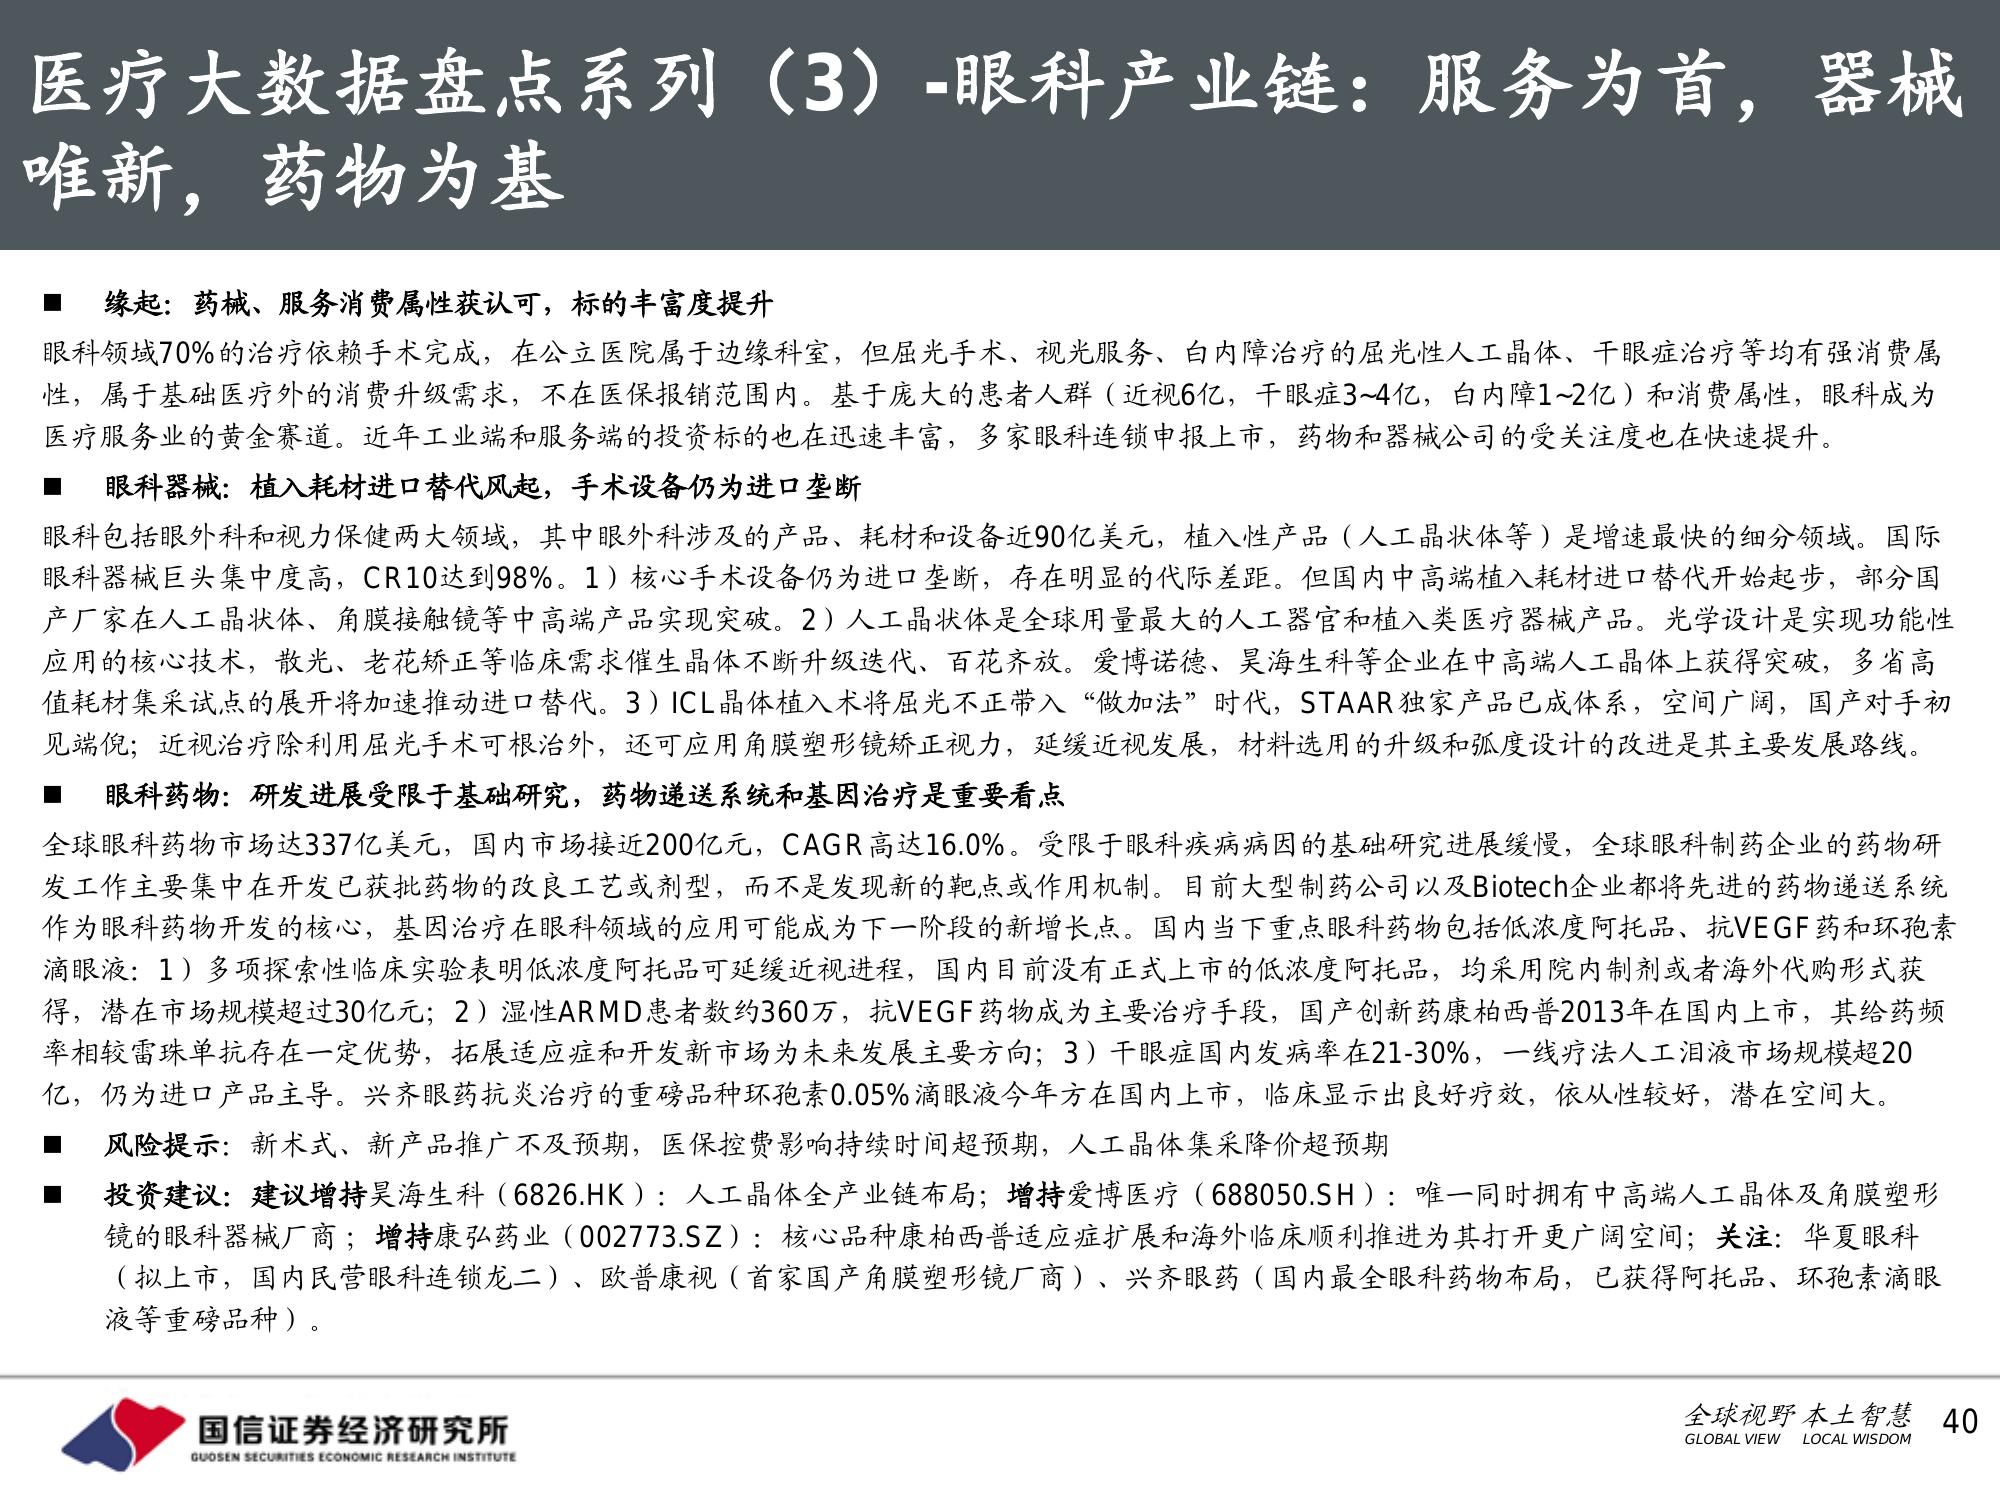 医疗大数据盘点系列（3）-眼科产业链：服务为首，器械
唯新，药物为基
■ 缘起：药械、服务消费属性获认可，标的丰富度提升
眼科领域70%的治疗依赖手术完成，在公立医院属于边缘科室，但屈光手术、视光服务、白内障治疗的屈光性人工晶体、干眼症治疗等均有强消费属
性，属于基础医疗外的消费升级需求，不在医保报销范围内。基于庞大的患者人群（近视6亿，干眼症3~4亿，白内障1~2亿）和消费属性，眼科成为
医疗服务业的黄金赛道。近年工业端和服务端的投资标的也在迅速丰富，多家眼科连锁申报上市，药物和器械公司的受关注度也在快速提升。
■ 眼科器械：植入耗材进口替代风起，手术设备仍为进口垄断
眼科包括眼外科和视力保健两大领域，其中眼外科涉及的产品、耗材和设备近90亿美元，植入性产品（人工晶状体等）是增速最快的细分领域。国际
眼科器械巨头集中度高，CR10达到98%。1）核心手术设备仍为进口垄断，存在明显的代际差距。但国内中高端植入耗材进口替代开始起步，部分国
产厂家在人工晶状体、角膜接触镜等中高端产品实现突破。2）人工晶状体是全球用量最大的人工器官和植入类医疗器械产品。光学设计是实现功能性
应用的核心技术，散光、老花矫正等临床需求催生晶体不断升级迭代、百花齐放。爱博诺德、昊海生科等企业在中高端人工晶体上获得突破，多省高
值耗材集采试点的展开将加速推动进口替代。3）ICL晶体植入术将屈光不正带入“做加法”时代，STAAR独家产品已成体系，空间广阔，国产对手初
见端倪；近视治疗除利用屈光手术可根治外，还可应用角膜塑形镜矫正视力，延缓近视发展，材料选用的升级和弧度设计的改进是其主要发展路线。
■ 眼科药物：研发进展受限于基础研究，药物递送系统和基因治疗是重要看点
全球眼科药物市场达337亿美元，国内市场接近200亿元，CAGR高达16.0%。受限于眼科疾病病因的基础研究进展缓慢，全球眼科制药企业的药物研
发工作主要集中在开发已获批药物的改良工艺或剂型，而不是发现新的靶点或作用机制。目前大型制药公司以及Biotech企业都将先进的药物递送系统
作为眼科药物开发的核心，基因治疗在眼科领域的应用可能成为下一阶段的新增长点。国内当下重点眼科药物包括低浓度阿托品、抗VEGF药和环孢素
滴眼液：1）多项探索性临床实验表明低浓度阿托品可延缓近视进程，国内目前没有正式上市的低浓度阿托品，均采用院内制剂或者海外代购形式获
得，潜在市场规模超过30亿元；2）湿性ARMD患者数约360万，抗VEGF药物成为主要治疗手段，国产创新药康柏西普2013年在国内上市，其给药频
率相较雷珠单抗存在一定优势，拓展适应症和开发新市场为未来发展主要方向；3）干眼症国内发病率在21-30%，一线疗法人工泪液市场规模超20
亿，仍为进口产品主导。兴齐眼药抗炎治疗的重磅品种环孢素0.05%滴眼液今年方在国内上市，临床显示出良好疗效，依从性较好，潜在空间大。
■ 风险提示：新术式、新产品推广不及预期，医保控费影响持续时间超预期，人工晶体集采降价超预期
■ 投资建议：建议增持昊海生科（6826.HK）：人工晶体全产业链布局；增持爱博医疗（688050.SH）：唯一同时拥有中高端人工晶体及角膜塑形
镜的眼科器械厂商；增持康弘药业（002773.SZ）：核心品种康柏西普适应症扩展和海外临床顺利推进为其打开更广阔空间；关注：华夏眼科
（拟上市，国内民营眼科连锁龙二）、欧普康视（首家国产角膜塑形镜厂商）、兴齐眼药（国内最全眼科药物布局，已获得阿托品、环孢素滴眼
液等重磅品种）。
国信证券经济研究所
GUOSEN SECURITIES ECONOMIC RESEARCH INSTITUTE
全球视野 本土智慧
GLOBAL VIEW LOCAL WISDOM
40